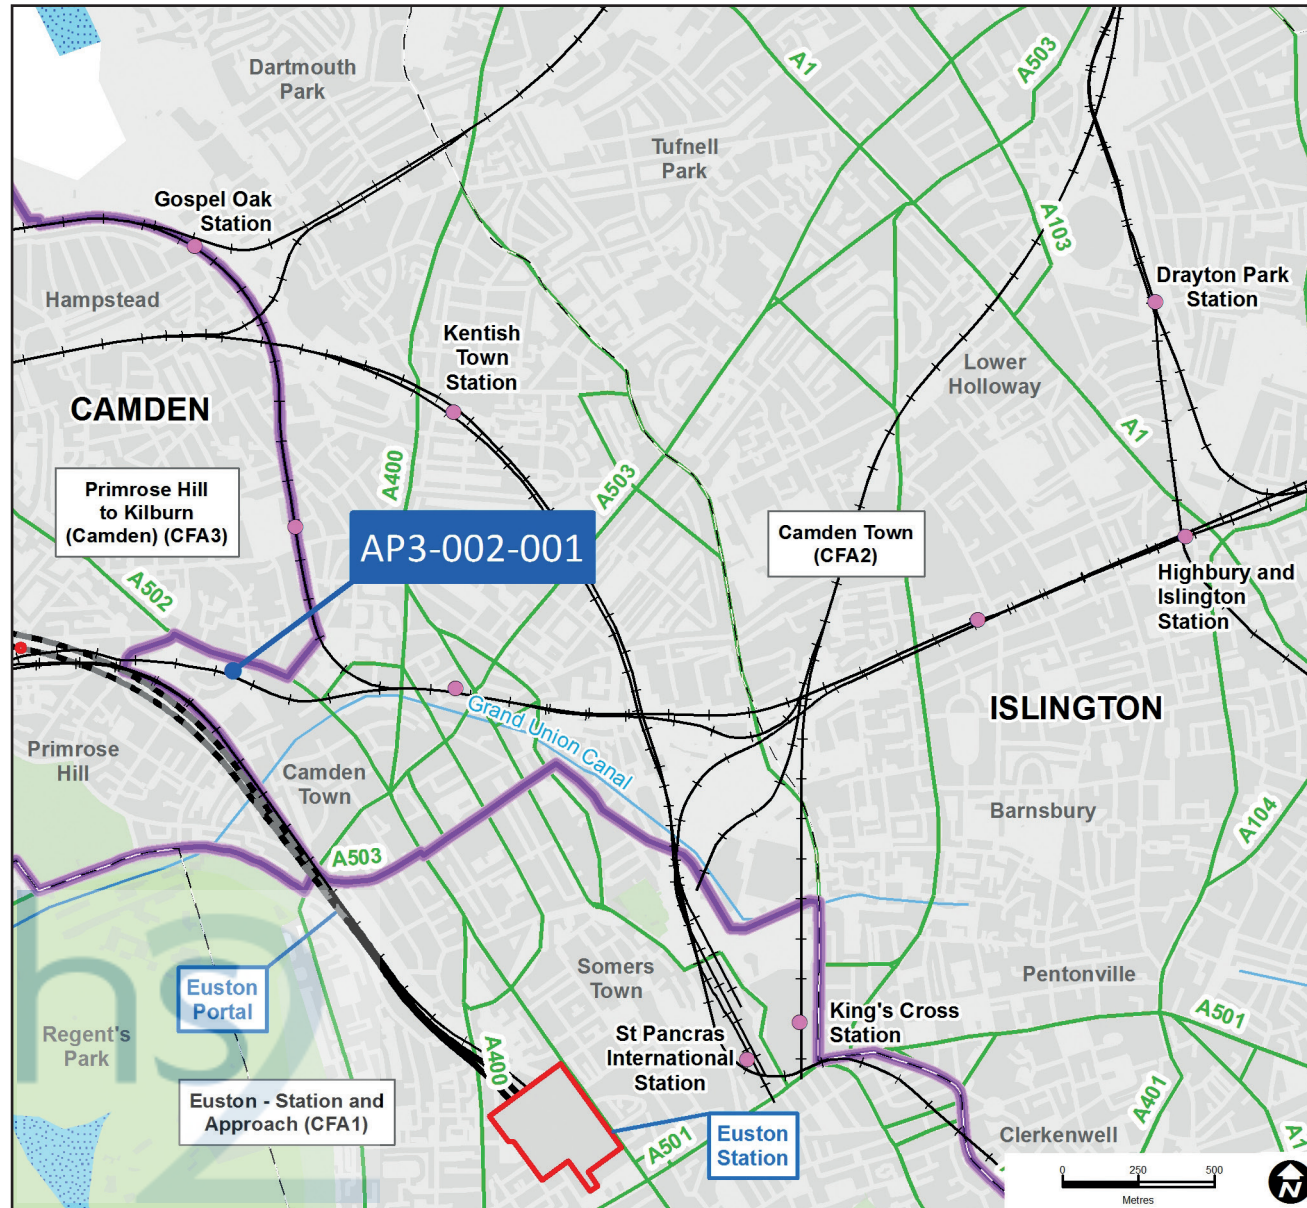 Dartmouth
Park
A1
A503
Tufnell
Park
Gospel Oak
Station
A103
Drayton Park
Station
Hampstead
Kentish
Town
Station
Lower
Holloway
CAMDEN
A1
A400
A503
Primrose Hill
to Kilburn
(Camden) (CFA3)
AP3-002-001
Camden Town
(CFA2)
A502
Highbury and
Islington
Station
Grand Union Canal
ISLINGTON
Primrose
Hill
Camden
Town
Barnsbury
A104
A503
hs2
Euston
Portal
Somers
Town
Pentonville
Regent's
Park
St Pancras
International
Station
King's Cross
Station
A501
A400
Euston - Station and
Approach (CFA1)
A501
Euston
Station
A401
Clerkenwell
A1
0 250 500
Metres
N